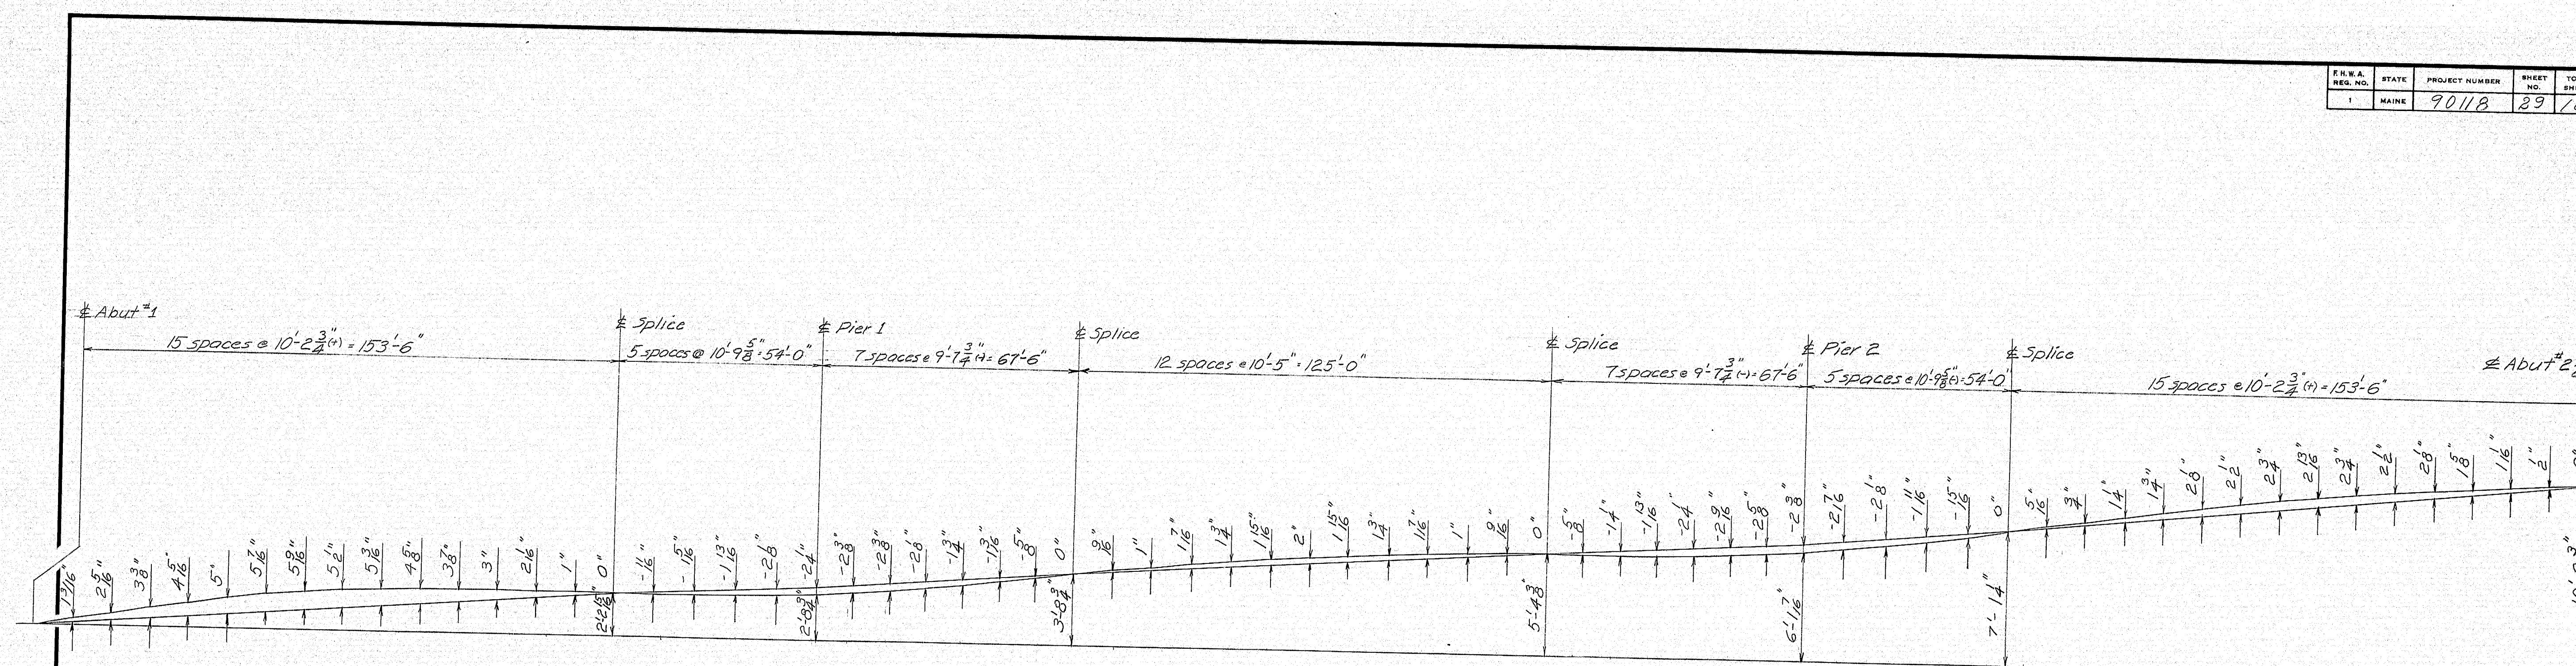 F. H. W. A. REG. NO. STATE PROJECT NUMBER SHEET NO.
1 MAINE 90118 29
℄ Abut #1
℄ Splice
℄ Pier 1
℄ Splice
℄ Splice
℄ Pier 2
℄ Splice
℄ Abut #2
15 spaces @ 10'-2 3/4"(+) = 153'-6"
5 spaces @ 10'-9 5/8" = 54'-0"
7 spaces @ 9'-7 3/4"(-) = 67'-6"
12 spaces @ 10'-5" = 125'-0"
7 spaces @ 9'-7 3/4"(-) = 67'-6"
5 spaces @ 10'-9 5/8"(-) = 54'-0"
15 spaces @ 10'-2 3/4"(+) = 153'-6"
1 3/16" 2 5/16" 3 3/8" 4 5/16" 5" 5 7/16" 5 9/16" 5 1/2" 5 3/16" 4 5/8" 3 7/8" 3" 2 1/16" 1" 0"
-11/16" -15/16" -1 13/16" -2 1/8" -2 1/4"
-2 3/8" -2 3/8" -2 1/8" -1 3/4" -1 3/16" -5/8" 0"
9/16" 1" 1 7/16" 1 3/4" 1 15/16" 2" 1 15/16" 1 3/4" 1 7/16" 1" 9/16" 0"
-5/8" -1 1/4" -1 13/16" -2 1/4" -2 9/16" -2 5/8" -2 3/8"
-2 7/16" -2 1/8" -1 11/16" -15/16" 0"
5/16" 3/4" 1 1/4" 1 3/4" 2 1/8" 2 1/2" 2 3/4" 2 13/16" 2 3/4" 2 1/2" 2 1/8" 1 5/8" 1 1/16" 1/2"
2'-2 15/16"
2'-8 3/4"
3'-8 3/4"
5'-4 3/8"
6'-1 7/16"
7'-1 1/4"